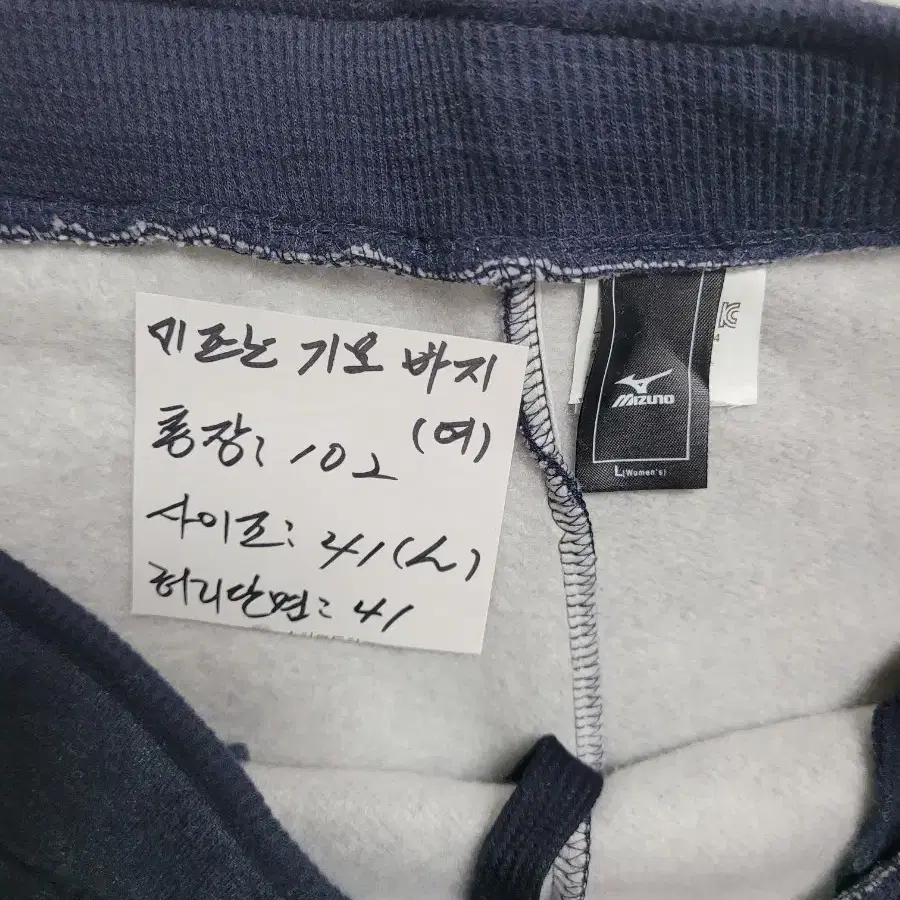 미즈노 기모 바지
(여)
총장: 102
사이즈: 41(L)
허리단면: 41
MIZUNO
L(Women's)